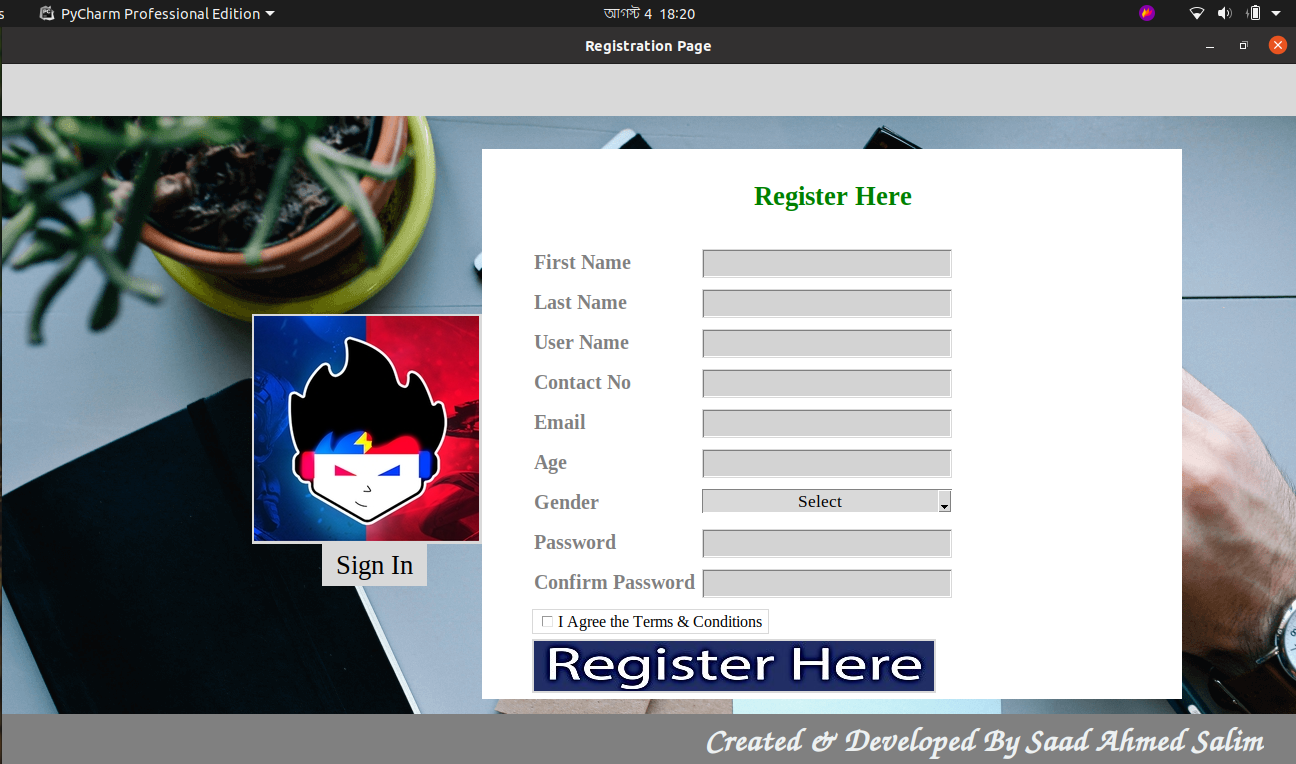 s PyCharm Professional Edition আগস্ট 4 18:20
Registration Page
Register Here
First Name
Last Name
User Name
Contact No
Email
Age
Gender Select
Password
Sign In
Confirm Password
I Agree the Terms & Conditions
Register Here
Created & Developed By Saad Ahmed Salim